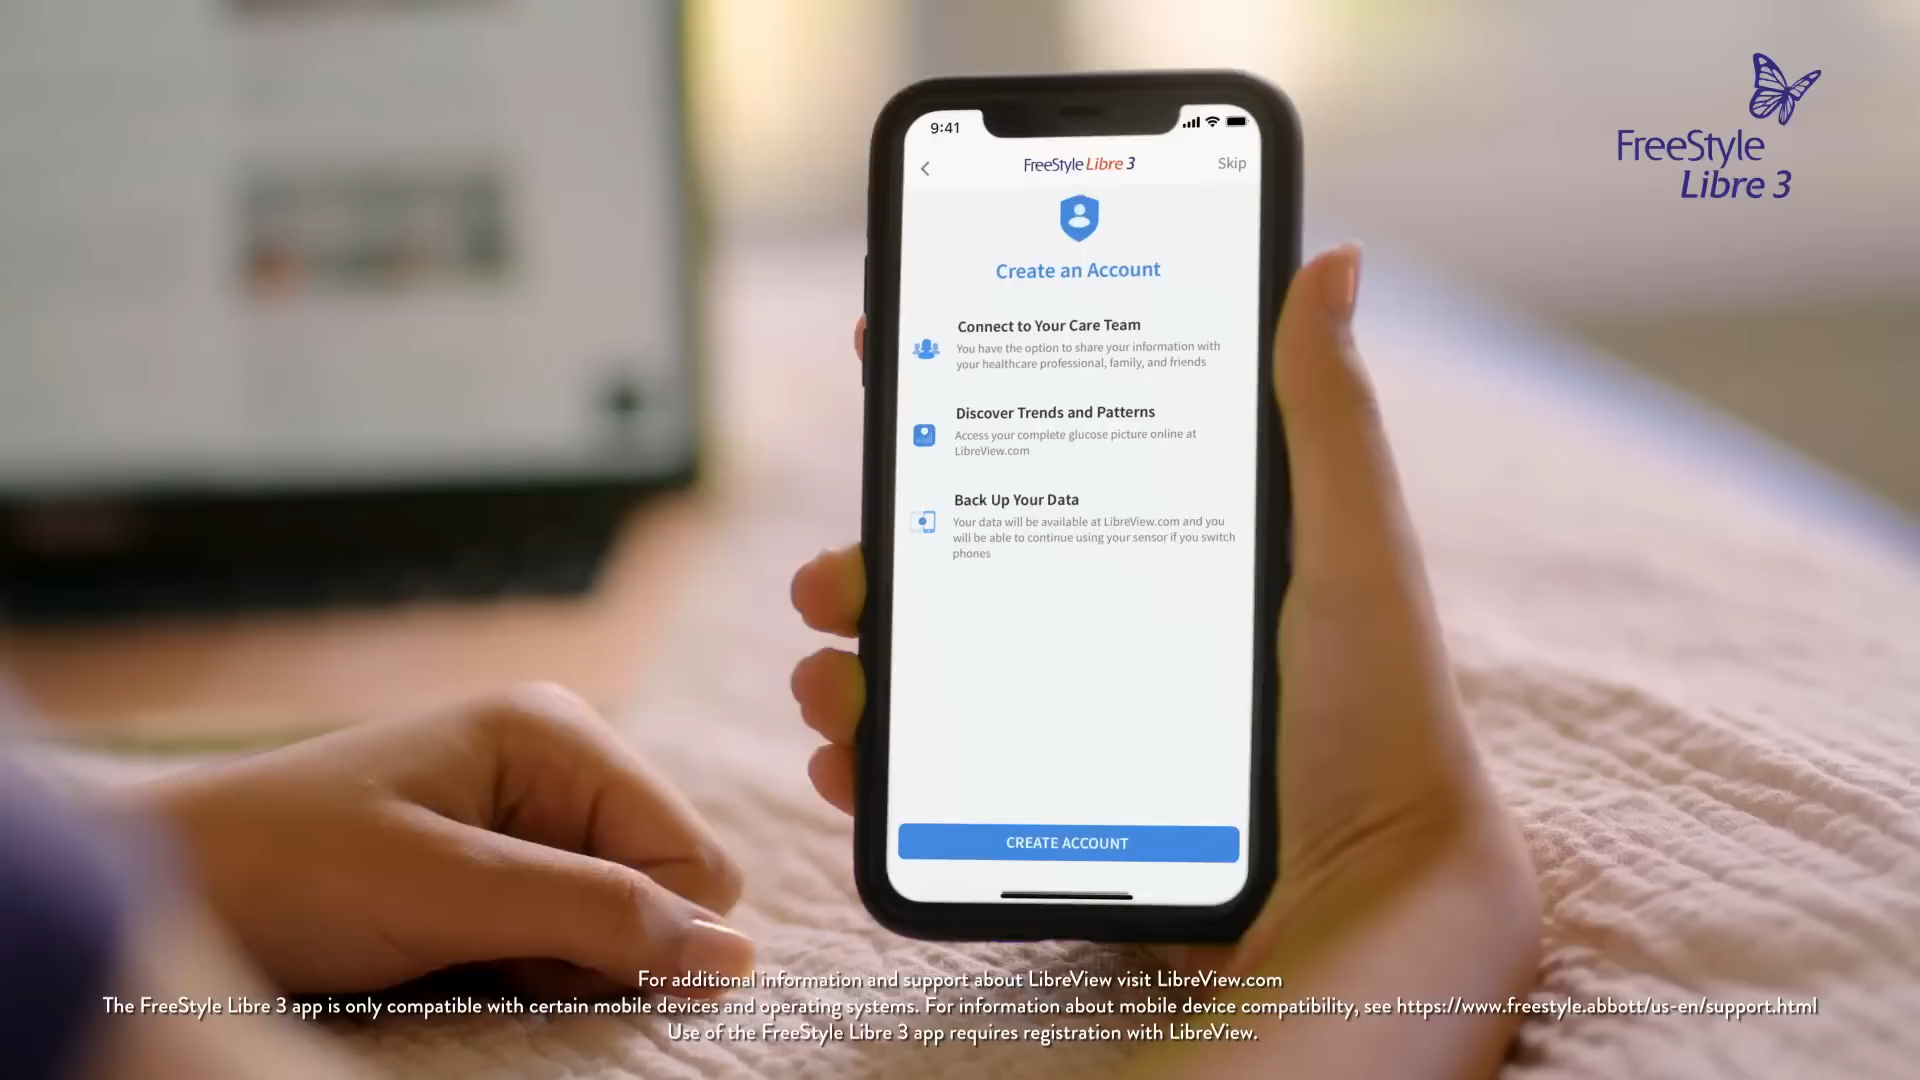 9:41
FreeStyle Libre 3
Skip
Create an Account
Connect to Your Care Team
You have the option to share your information with
your healthcare professional, family, and friends
Discover Trends and Patterns
Access your complete glucose picture online at
LibreView.com
Back Up Your Data
Your data will be available at LibreView.com and you
will be able to continue using your sensor if you switch
phones
CREATE ACCOUNT
FreeStyle
Libre 3
For additional information and support about LibreView visit LibreView.com
The FreeStyle Libre 3 app is only compatible with certain mobile devices and operating systems. For information about mobile device compatibility, see https://www.freestyle.abbott/us-en/support.html
Use of the FreeStyle Libre 3 app requires registration with LibreView.